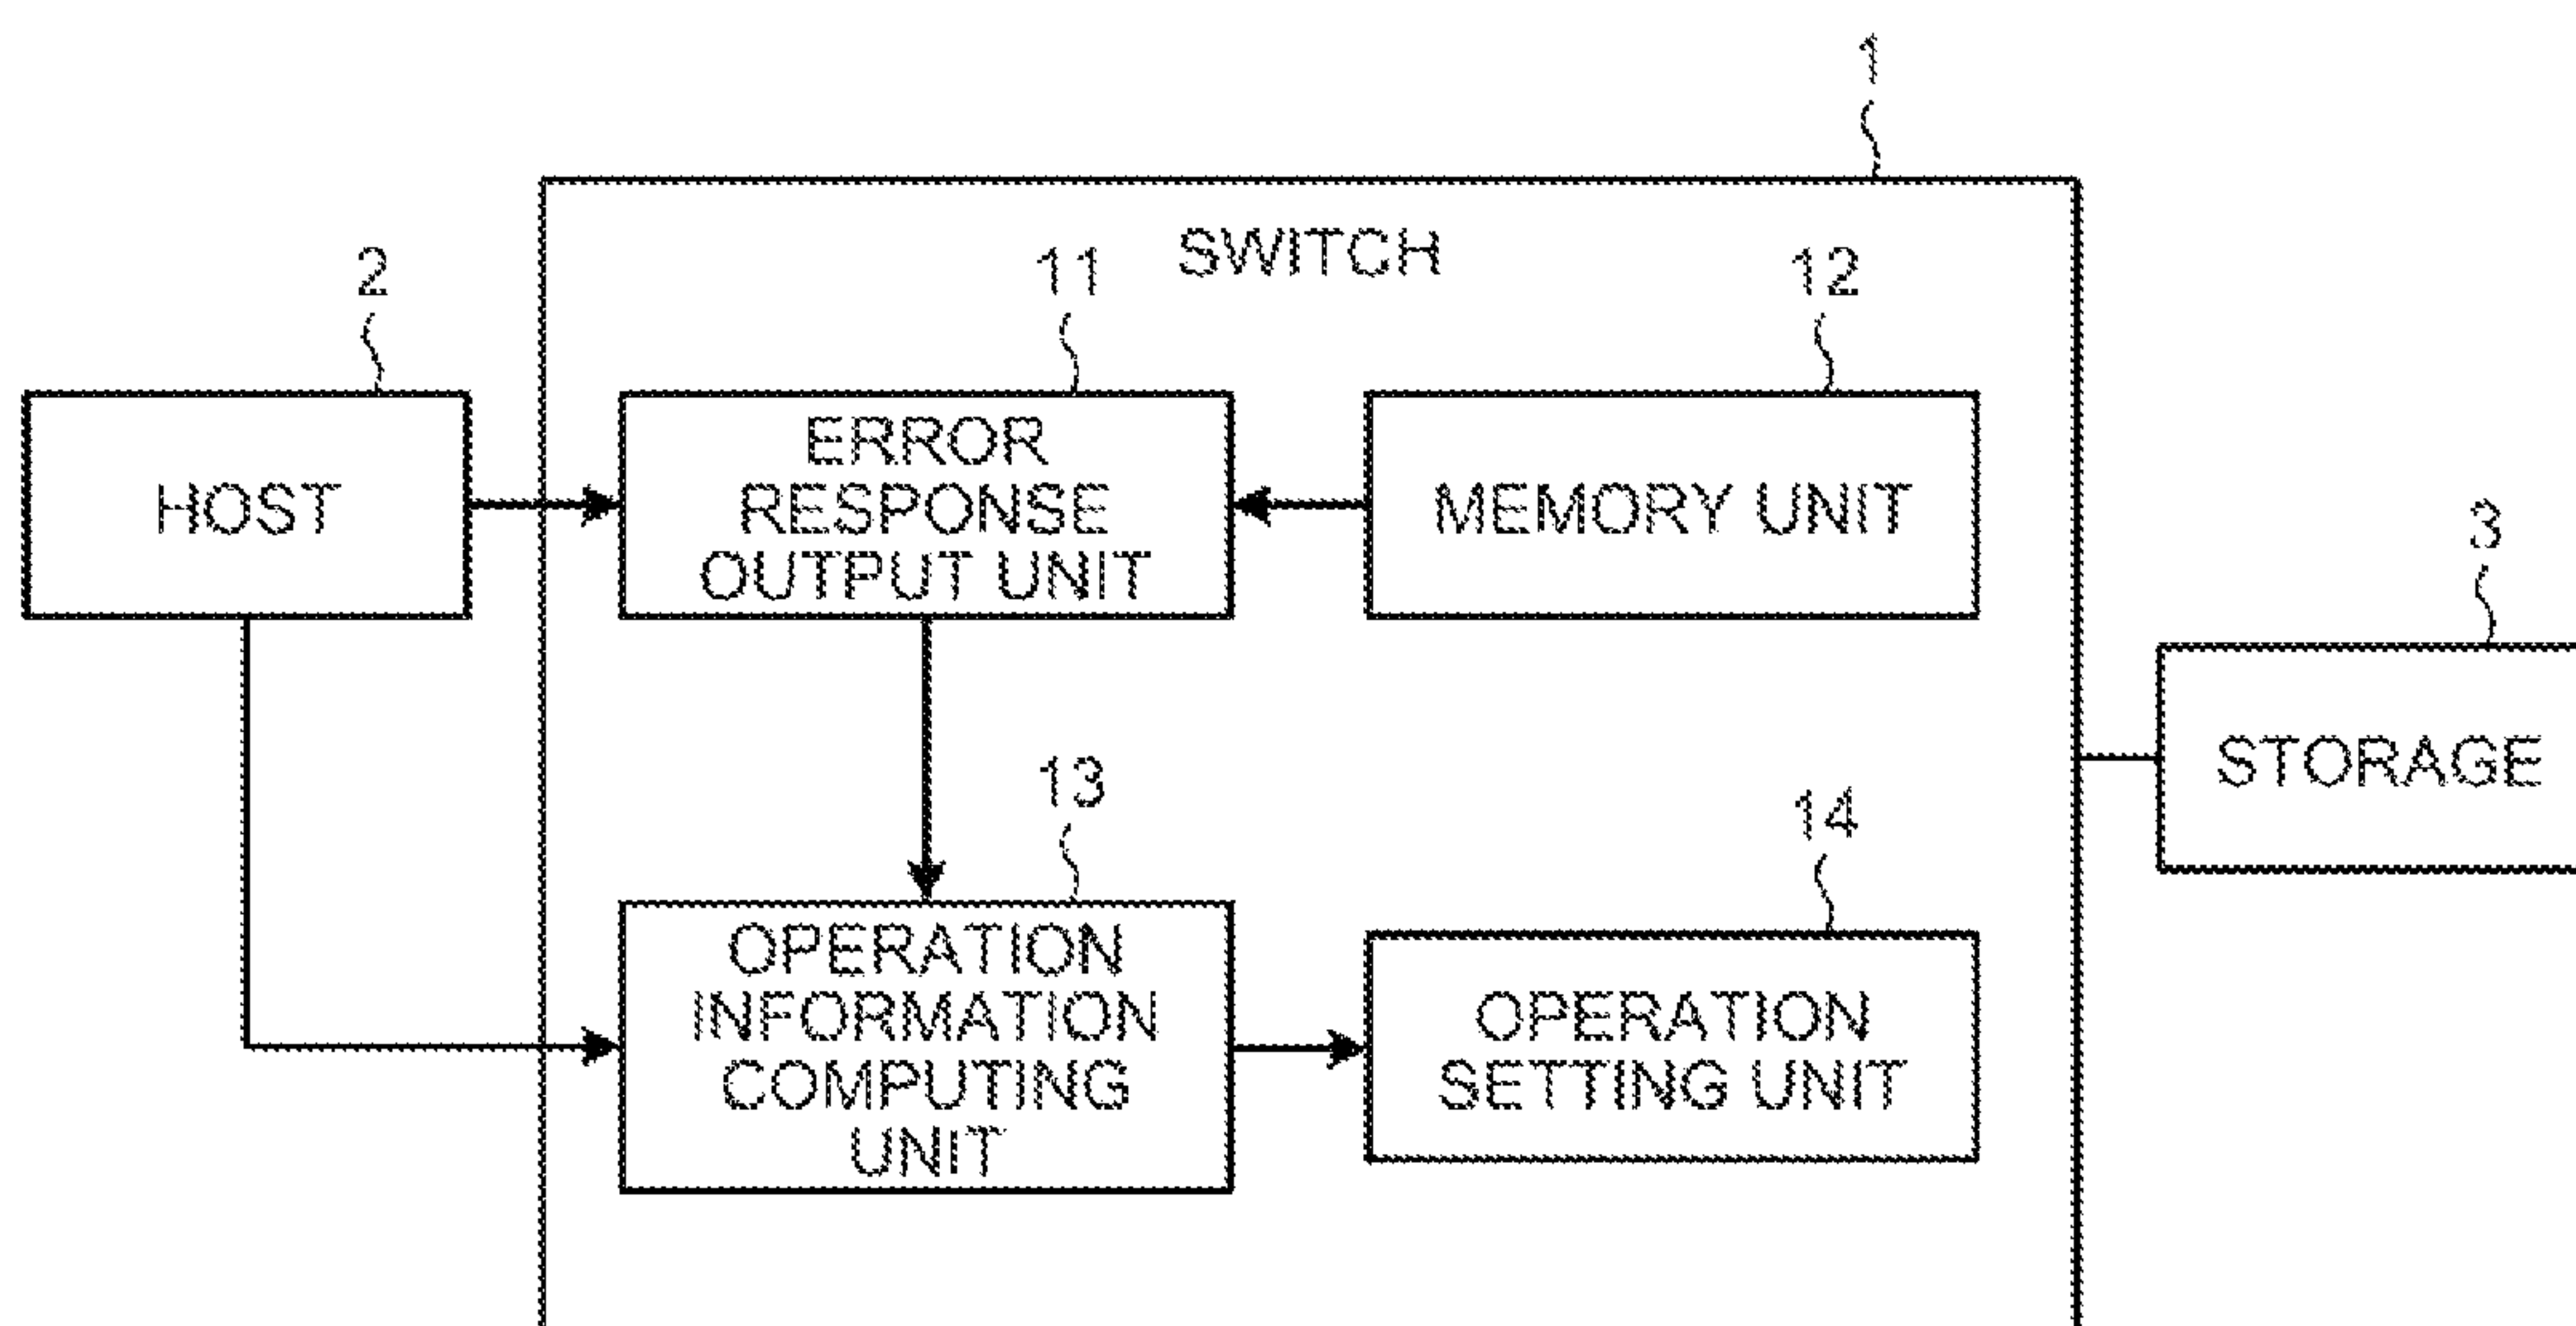 1
SWITCH
2
11
12
HOST
ERROR
RESPONSE
OUTPUT UNIT
MEMORY UNIT
3
STORAGE
13
14
OPERATION
INFORMATION
COMPUTING
UNIT
OPERATION
SETTING UNIT